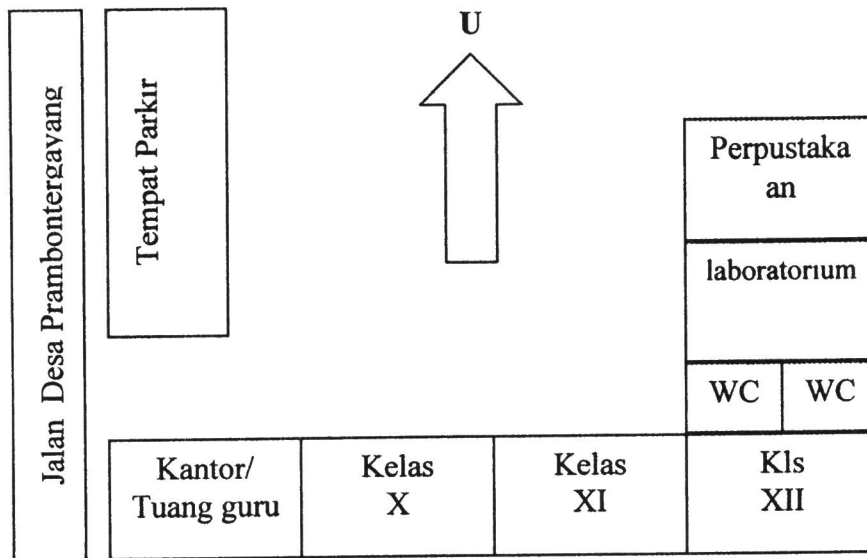 Jalan Desa Prambontergayang
Tempat Parkir
U
Perpustaka
an
laboratorium
WC
WC
Kantor/
Tuang guru
Kelas
X
Kelas
XI
Kls
XII